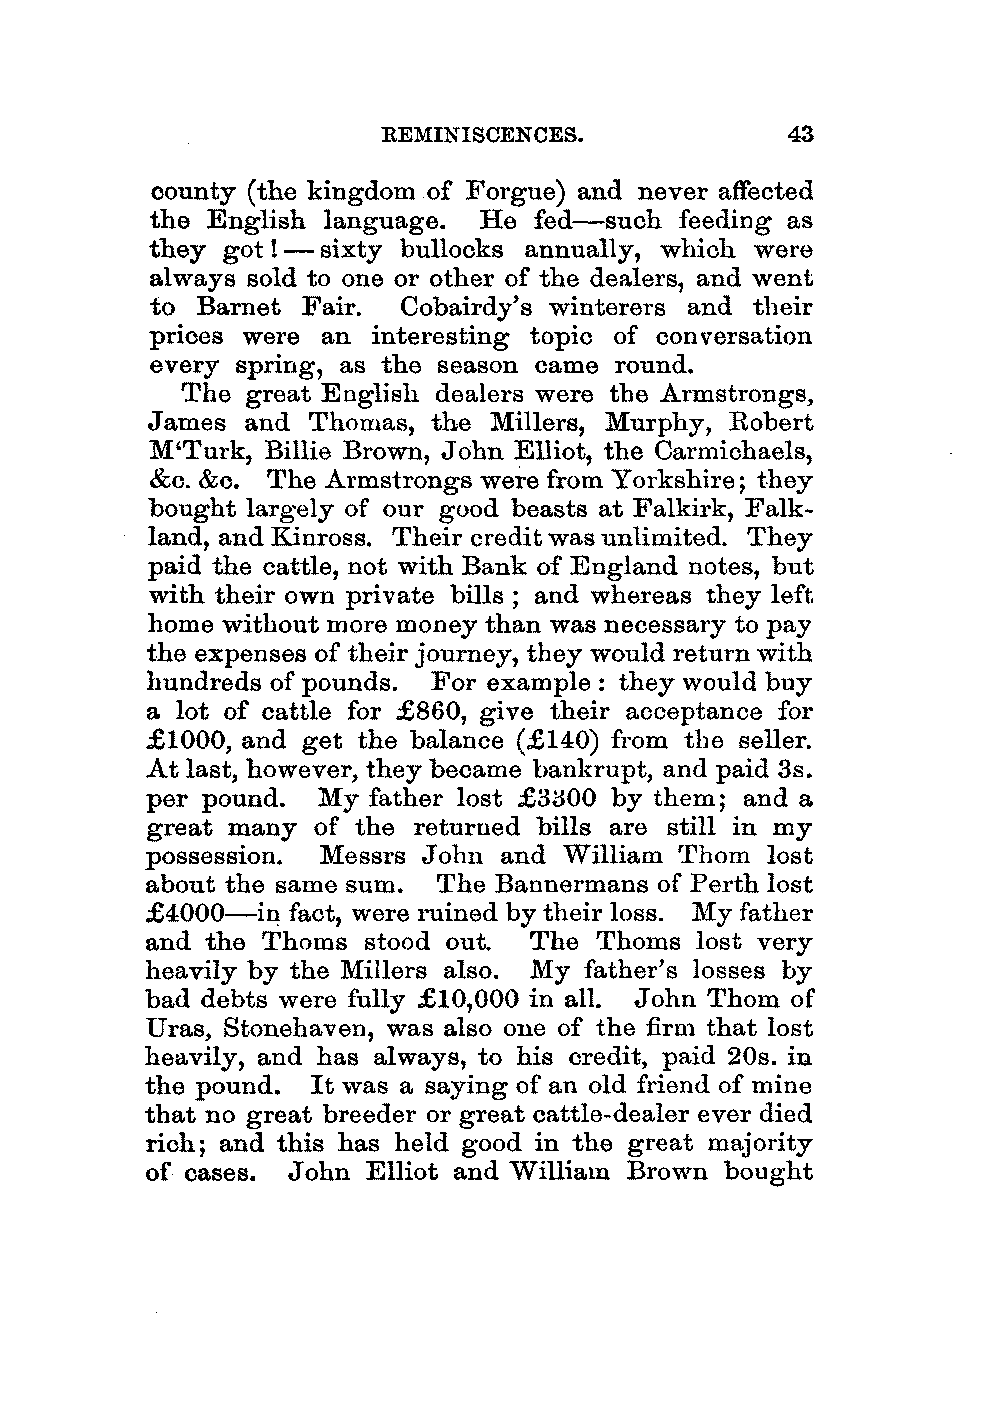 REMINISCENCES. 43
county (the kingdom of Forgue) and never affected
the English language. He fed—such feeding as
they got!—sixty bullocks annually, which were
always sold to one or other of the dealers, and went
to Barnet Fair. Cobairdy's winterers and their
prices were an interesting topic of conversation
every spring, as the season came round.
The great English dealers were the Armstrongs,
James and Thomas, the Millers, Murphy, Robert
M‘Turk, Billie Brown, John Elliot, the Carmichaels,
&c. &c. The Armstrongs were from Yorkshire; they
bought largely of our good beasts at Falkirk, Falk-
land, and Kinross. Their credit was unlimited. They
paid the cattle, not with Bank of England notes, but
with their own private bills; and whereas they left
home without more money than was necessary to pay
the expenses of their journey, they would return with
hundreds of pounds. For example: they would buy
a lot of cattle for £860, give their acceptance for
£1000, and get the balance (£140) from the seller.
At last, however, they became bankrupt, and paid 3s.
per pound. My father lost £3300 by them; and a
great many of the returned bills are still in my
possession. Messrs John and William Thom lost
about the same sum. The Bannermans of Perth lost
£4000—in fact, were ruined by their loss. My father
and the Thoms stood out. The Thoms lost very
heavily by the Millers also. My father's losses by
bad debts were fully £10,000 in all. John Thom of
Uras, Stonehaven, was also one of the firm that lost
heavily, and has always, to his credit, paid 20s. in
the pound. It was a saying of an old friend of mine
that no great breeder or great cattle-dealer ever died
rich; and this has held good in the great majority
of cases. John Elliot and William Brown bought